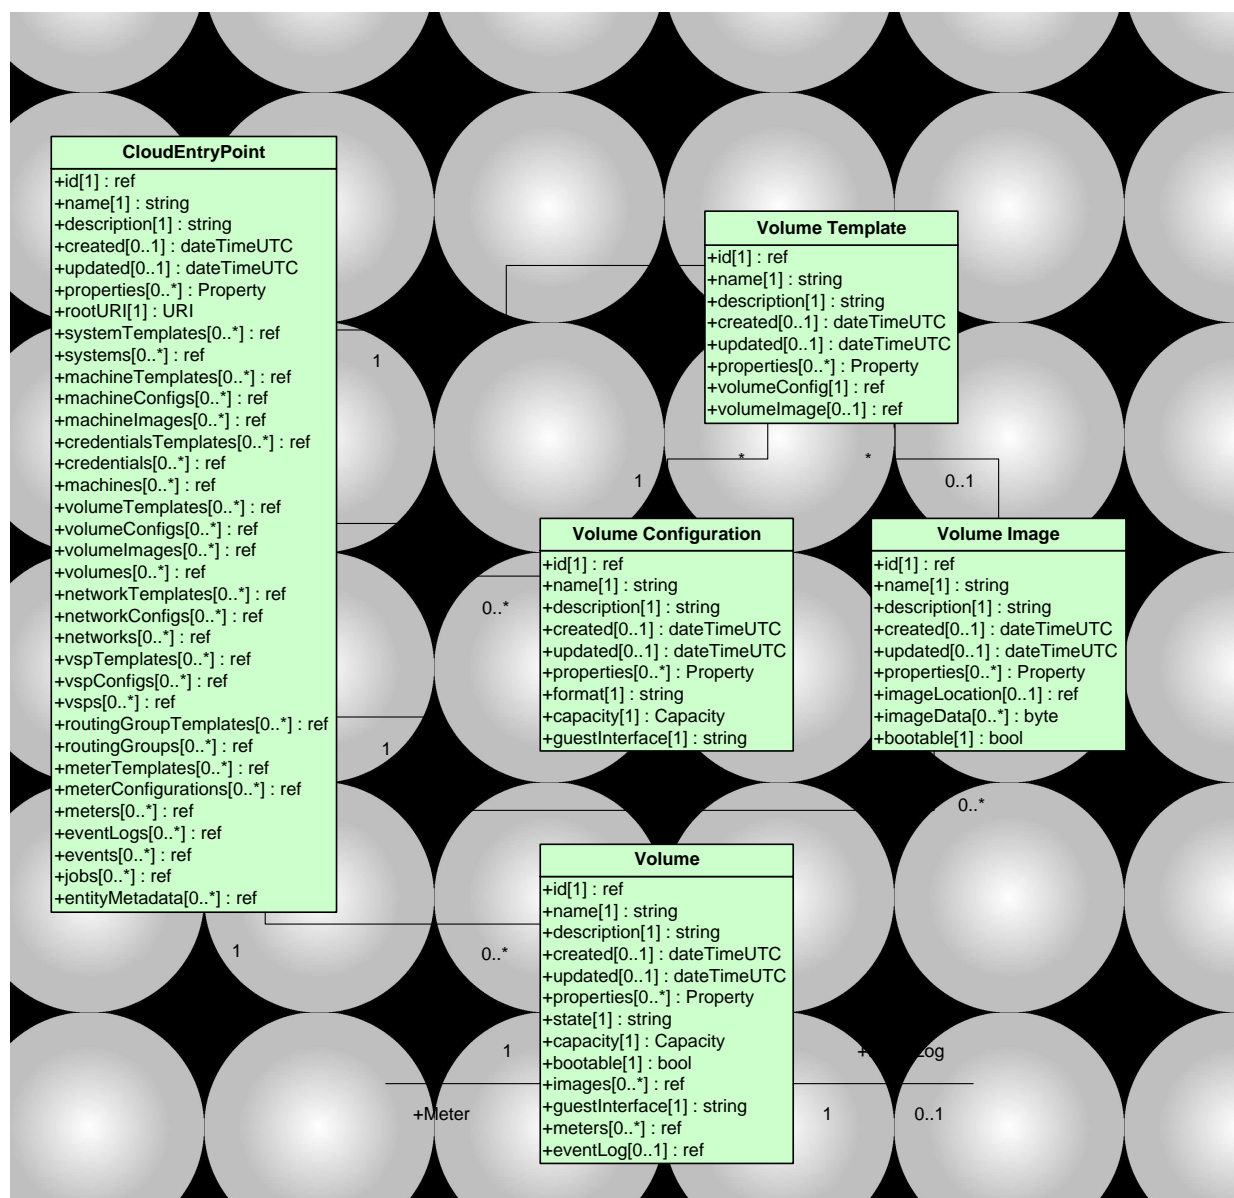 CloudEntryPoint
+id[1] : ref
+name[1] : string
+description[1] : string
+created[0..1] : dateTimeUTC
+updated[0..1] : dateTimeUTC
+properties[0..*] : Property
+rootURI[1] : URI
+systemTemplates[0..*] : ref
+systems[0..*] : ref
+machineTemplates[0..*] : ref
+machineConfigs[0..*] : ref
+machineImages[0..*] : ref
+credentialsTemplates[0..*] : ref
+credentials[0..*] : ref
+machines[0..*] : ref
+volumeTemplates[0..*] : ref
+volumeConfigs[0..*] : ref
+volumeImages[0..*] : ref
+volumes[0..*] : ref
+networkTemplates[0..*] : ref
+networkConfigs[0..*] : ref
+networks[0..*] : ref
+vspTemplates[0..*] : ref
+vspConfigs[0..*] : ref
+vsps[0..*] : ref
+routingGroupTemplates[0..*] : ref
+routingGroups[0..*] : ref
+meterTemplates[0..*] : ref
+meterConfigurations[0..*] : ref
+meters[0..*] : ref
+eventLogs[0..*] : ref
+events[0..*] : ref
+jobs[0..*] : ref
+entityMetadata[0..*] : ref
1
1
1
Volume Template
+id[1] : ref
+name[1] : string
+description[1] : string
+created[0..1] : dateTimeUTC
+updated[0..1] : dateTimeUTC
+properties[0..*] : Property
+volumeConfig[1] : ref
+volumeImage[0..1] : ref
*
*
1
0..1
Volume Configuration
+id[1] : ref
+name[1] : string
+description[1] : string
+created[0..1] : dateTimeUTC
+updated[0..1] : dateTimeUTC
+properties[0..*] : Property
+format[1] : string
+capacity[1] : Capacity
+guestInterface[1] : string
0..*
Volume Image
+id[1] : ref
+name[1] : string
+description[1] : string
+created[0..1] : dateTimeUTC
+updated[0..1] : dateTimeUTC
+properties[0..*] : Property
+imageLocation[0..1] : ref
+imageData[0..*] : byte
+bootable[1] : bool
0..*
Volume
+id[1] : ref
+name[1] : string
+description[1] : string
+created[0..1] : dateTimeUTC
+updated[0..1] : dateTimeUTC
+properties[0..*] : Property
+state[1] : string
+capacity[1] : Capacity
+bootable[1] : bool
+images[0..*] : ref
+guestInterface[1] : string
+meters[0..*] : ref
+eventLog[0..1] : ref
0..*
1
+Meter
1
0..1